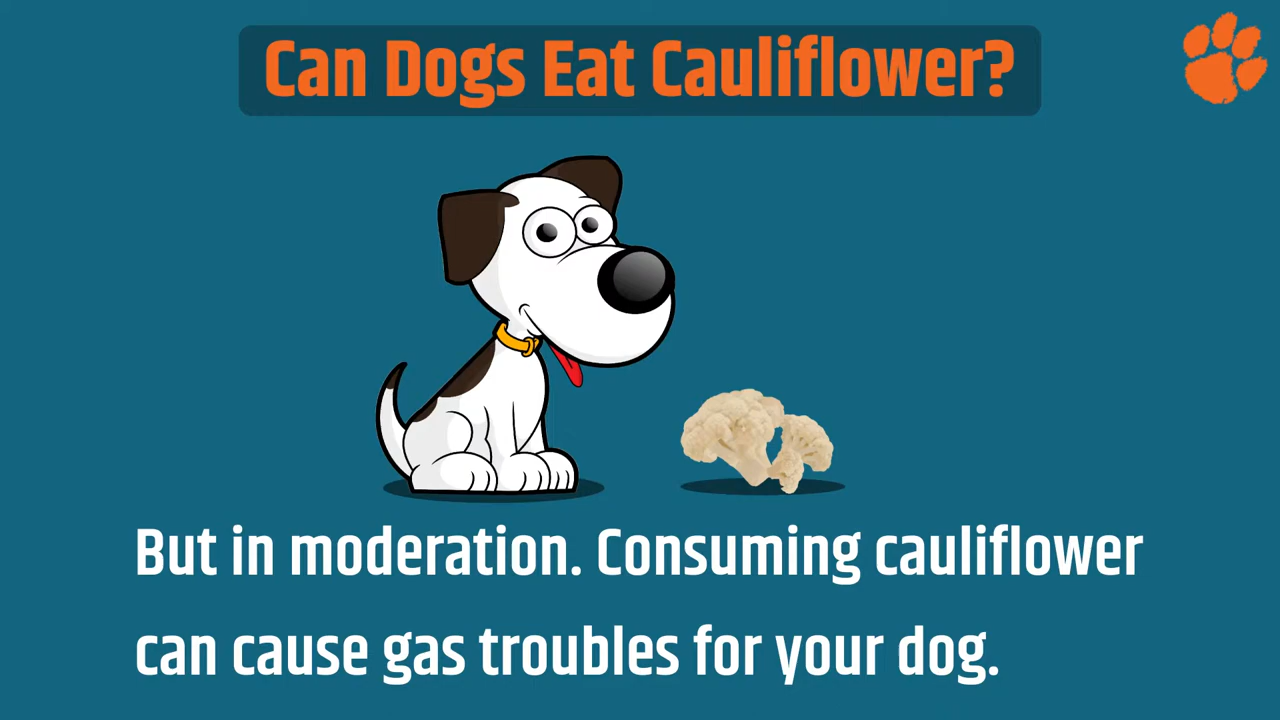 Can Dogs Eat Cauliflower?
But in moderation. Consuming cauliflower
can cause gas troubles for your dog.